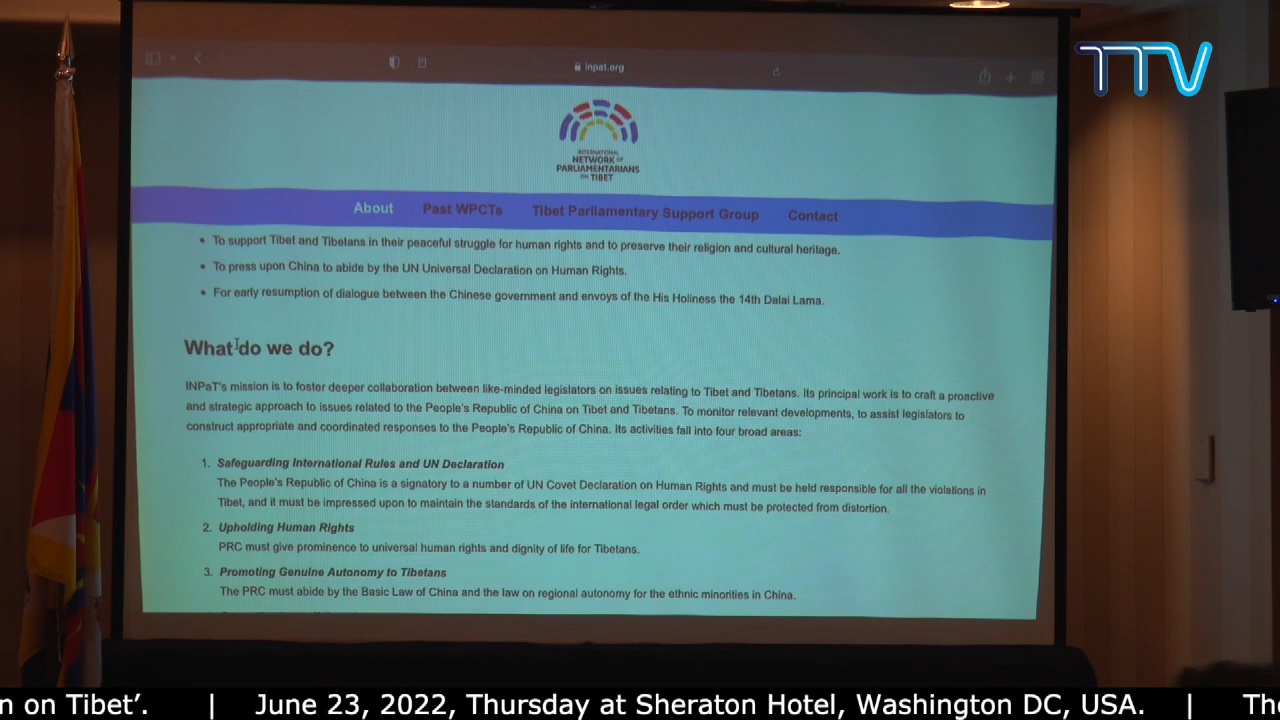 TTV
inpat.org
INTERNATIONAL
NETWORK OF
PARLIAMENTARIANS
ON TIBET
About Past WPCTs Tibet Parliamentary Support Group Contact
• To support Tibet and Tibetans in their peaceful struggle for human rights and to preserve their religion and cultural heritage.
• To press upon China to abide by the UN Universal Declaration on Human Rights.
• For early resumption of dialogue between the Chinese government and envoys of the His Holiness the 14th Dalai Lama.
What do we do?
INPaT's mission is to foster deeper collaboration between like-minded legislators on issues relating to Tibet and Tibetans. Its principal work is to craft a proactive
and strategic approach to issues related to the People's Republic of China on Tibet and Tibetans. To monitor relevant developments, to assist legislators to
construct appropriate and coordinated responses to the People's Republic of China. Its activities fall into four broad areas:
1. Safeguarding International Rules and UN Declaration
The People's Republic of China is a signatory to a number of UN Covet Declaration on Human Rights and must be held responsible for all the violations in
Tibet, and it must be impressed upon to maintain the standards of the international legal order which must be protected from distortion.
2. Upholding Human Rights
PRC must give prominence to universal human rights and dignity of life for Tibetans.
3. Promoting Genuine Autonomy to Tibetans
The PRC must abide by the Basic Law of China and the law on regional autonomy for the ethnic minorities in China.
n on Tibet’. | June 23, 2022, Thursday at Sheraton Hotel, Washington DC, USA. | Th